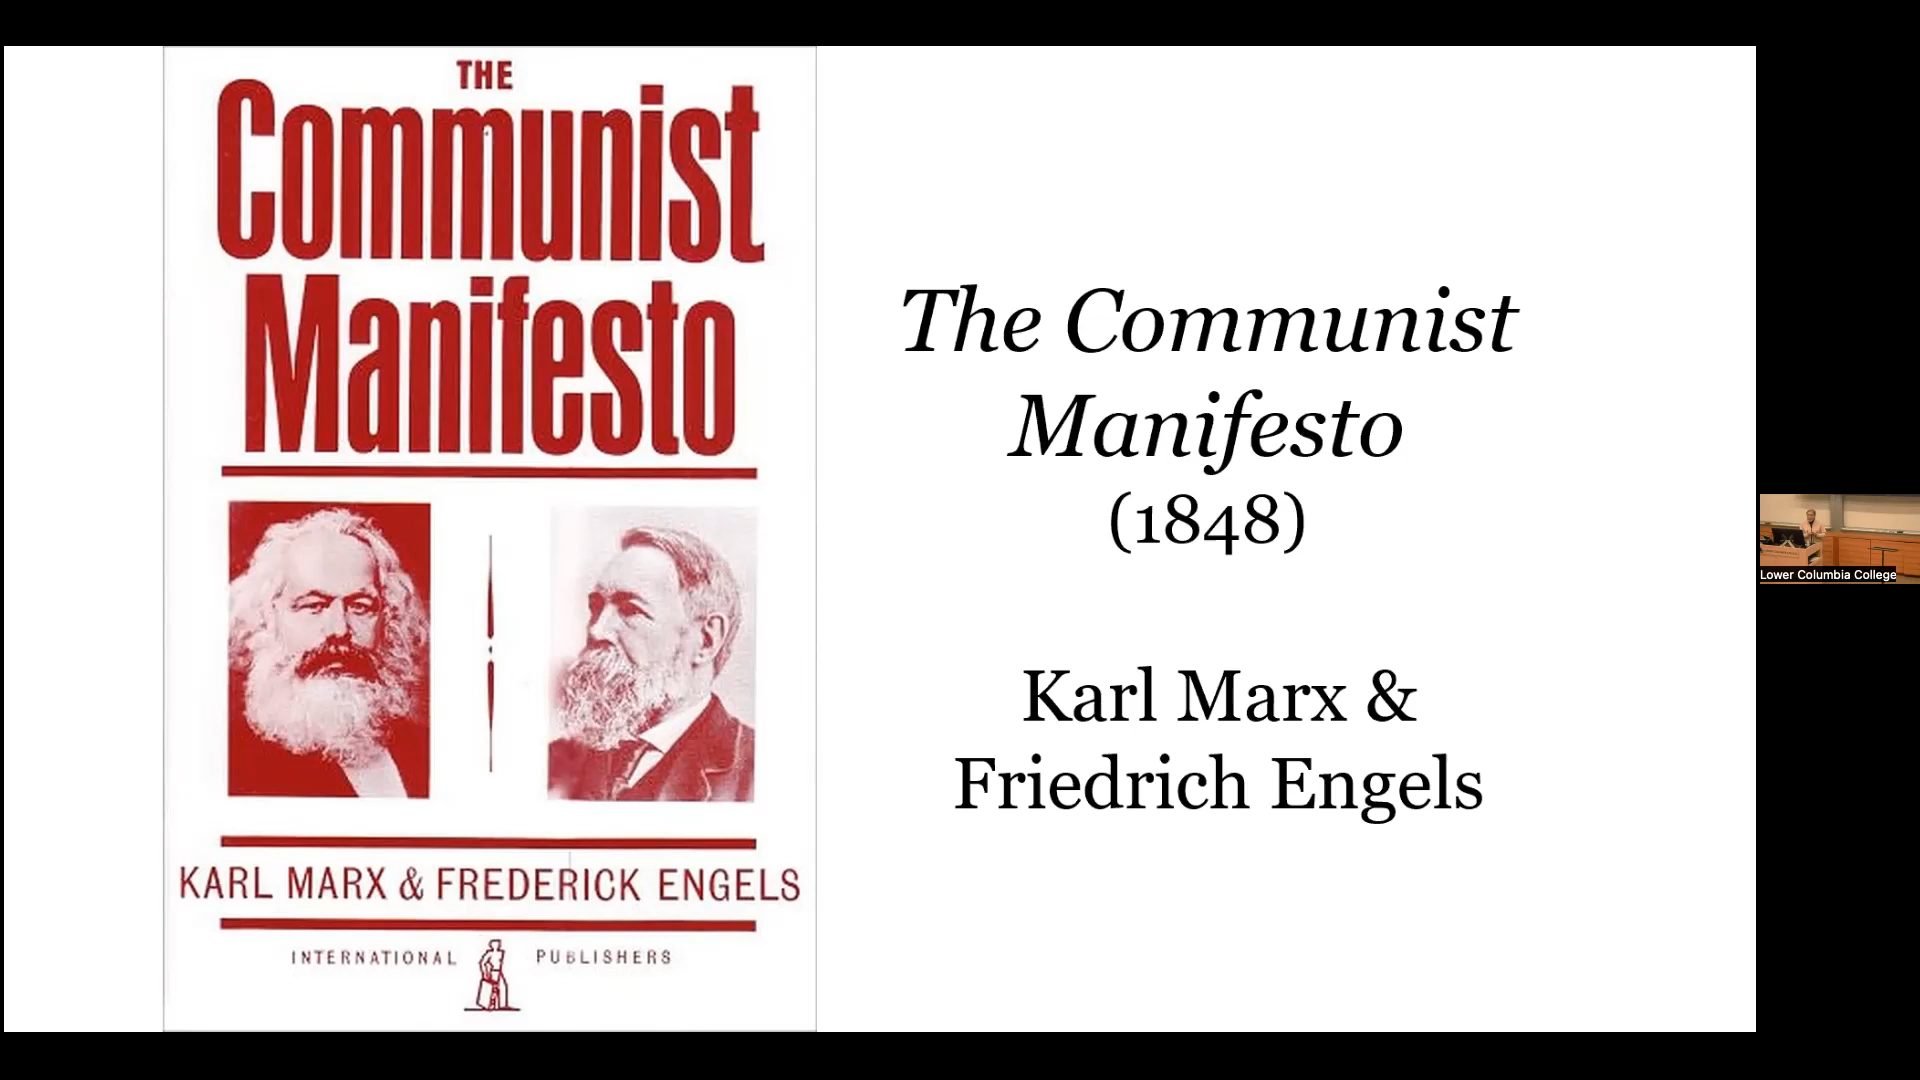 THE
Communist
Manifesto
KARL MARX & FREDERICK ENGELS
INTERNATIONAL PUBLISHERS
The Communist
Manifesto
(1848)
Karl Marx &
Friedrich Engels
Lower Columbia College